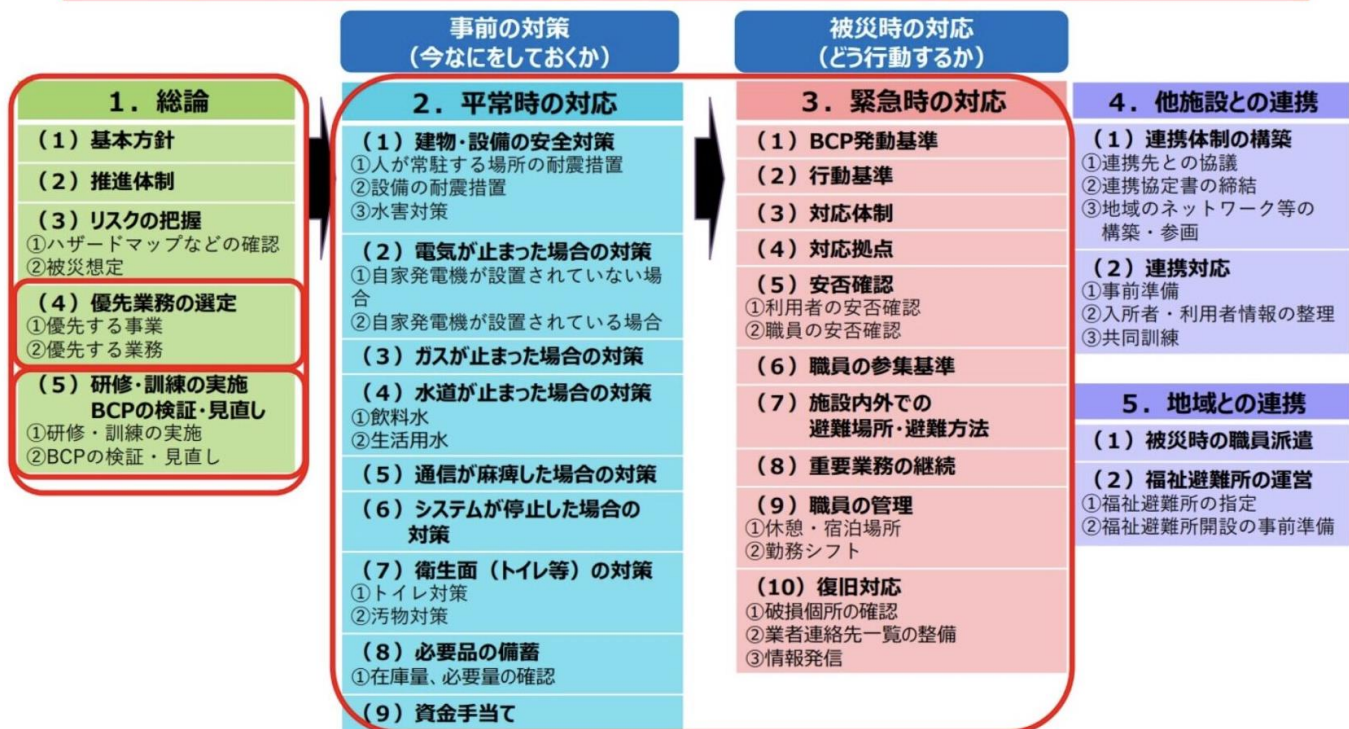 事前の対策
（今なにをしておくか）
被災時の対応
（どう行動するか）
１．総論
（１）基本方針
（２）推進体制
（３）リスクの把握
①ハザードマップなどの確認
②被災想定
（４）優先業務の選定
①優先する事業
②優先する業務
（５）研修・訓練の実施
BCPの検証・見直し
①研修・訓練の実施
②BCPの検証・見直し
２．平常時の対応
（１）建物・設備の安全対策
①人が常駐する場所の耐震措置
②設備の耐震措置
③水害対策
（２）電気が止まった場合の対策
①自家発電機が設置されていない場
合
②自家発電機が設置されている場合
（３）ガスが止まった場合の対策
（４）水道が止まった場合の対策
①飲料水
②生活用水
（５）通信が麻痺した場合の対策
（６）システムが停止した場合の
対策
（７）衛生面（トイレ等）の対策
①トイレ対策
②汚物対策
（８）必要品の備蓄
①在庫量、必要量の確認
（９）資金手当て
３．緊急時の対応
（１）BCP発動基準
（２）行動基準
（３）対応体制
（４）対応拠点
（５）安否確認
①利用者の安否確認
②職員の安否確認
（６）職員の参集基準
（７）施設内外での
避難場所・避難方法
（８）重要業務の継続
（９）職員の管理
①休憩・宿泊場所
②勤務シフト
（10）復旧対応
①破損個所の確認
②業者連絡先一覧の整備
③情報発信
４．他施設との連携
（１）連携体制の構築
①連携先との協議
②連携協定書の締結
③地域のネットワーク等の
構築・参画
（２）連携対応
①事前準備
②入所者・利用者情報の整理
③共同訓練
５．地域との連携
（１）被災時の職員派遣
（２）福祉避難所の運営
①福祉避難所の指定
②福祉避難所開設の事前準備